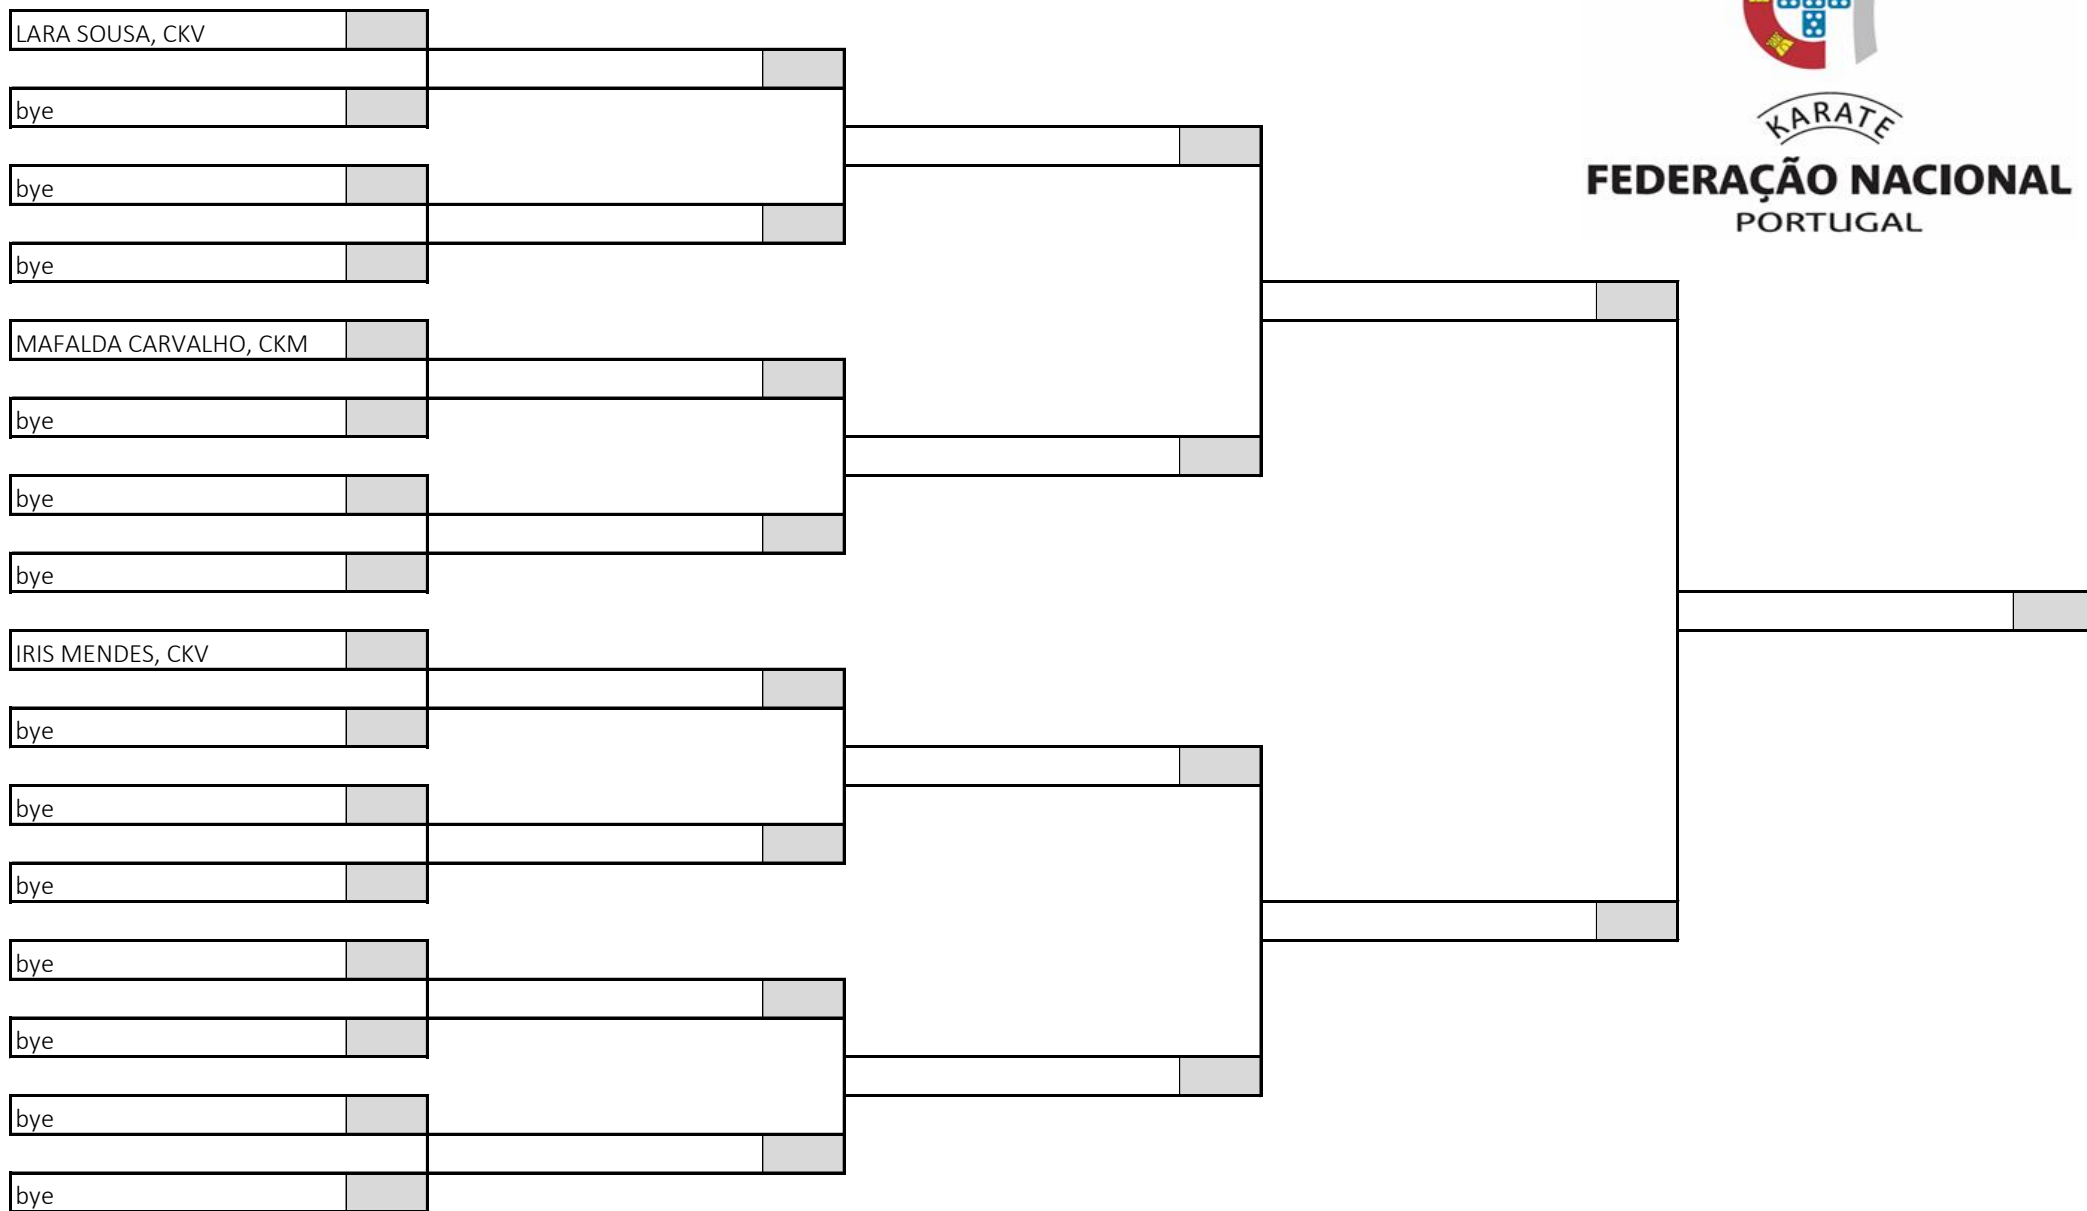 LARA SOUSA, CKV
bye
bye
bye
MAFALDA CARVALHO, CKM
bye
bye
bye
IRIS MENDES, CKV
bye
bye
bye
bye
bye
bye
bye
KARATE
FEDERAÇÃO NACIONAL
PORTUGAL